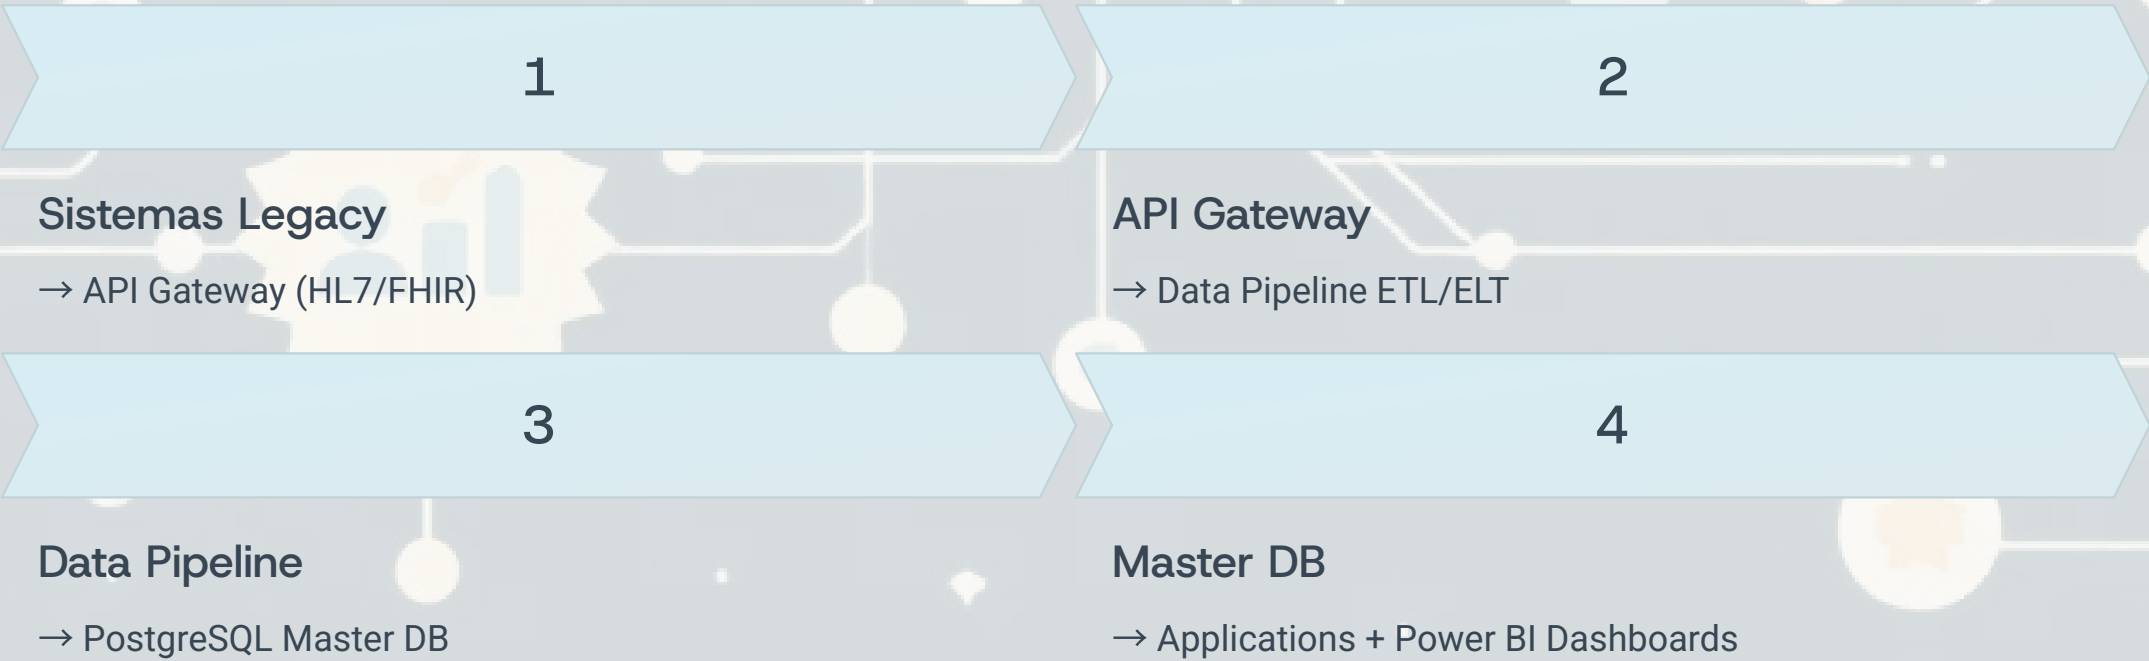 1
2
Sistemas Legacy
→ API Gateway (HL7/FHIR)
API Gateway
→ Data Pipeline ETL/ELT
3
4
Data Pipeline
→ PostgreSQL Master DB
Master DB
→ Applications + Power BI Dashboards